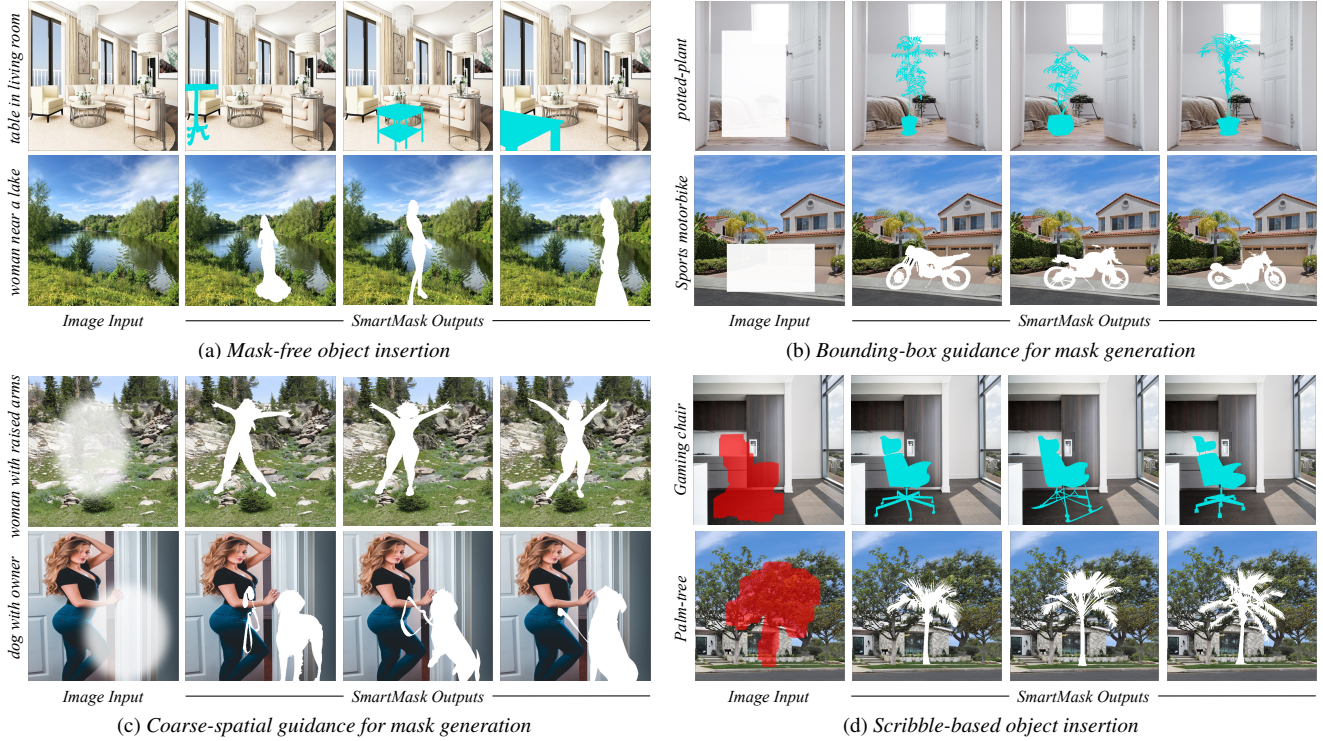 table in living room
woman near a lake
Image Input
SmartMask Outputs
(a) Mask-free object insertion
potted-plant
Sports motorbike
Image Input
SmartMask Outputs
(b) Bounding-box guidance for mask generation
woman with raised arms
dog with owner
Image Input
SmartMask Outputs
(c) Coarse-spatial guidance for mask generation
Gaming chair
Palm-tree
Image Input
SmartMask Outputs
(d) Scribble-based object insertion